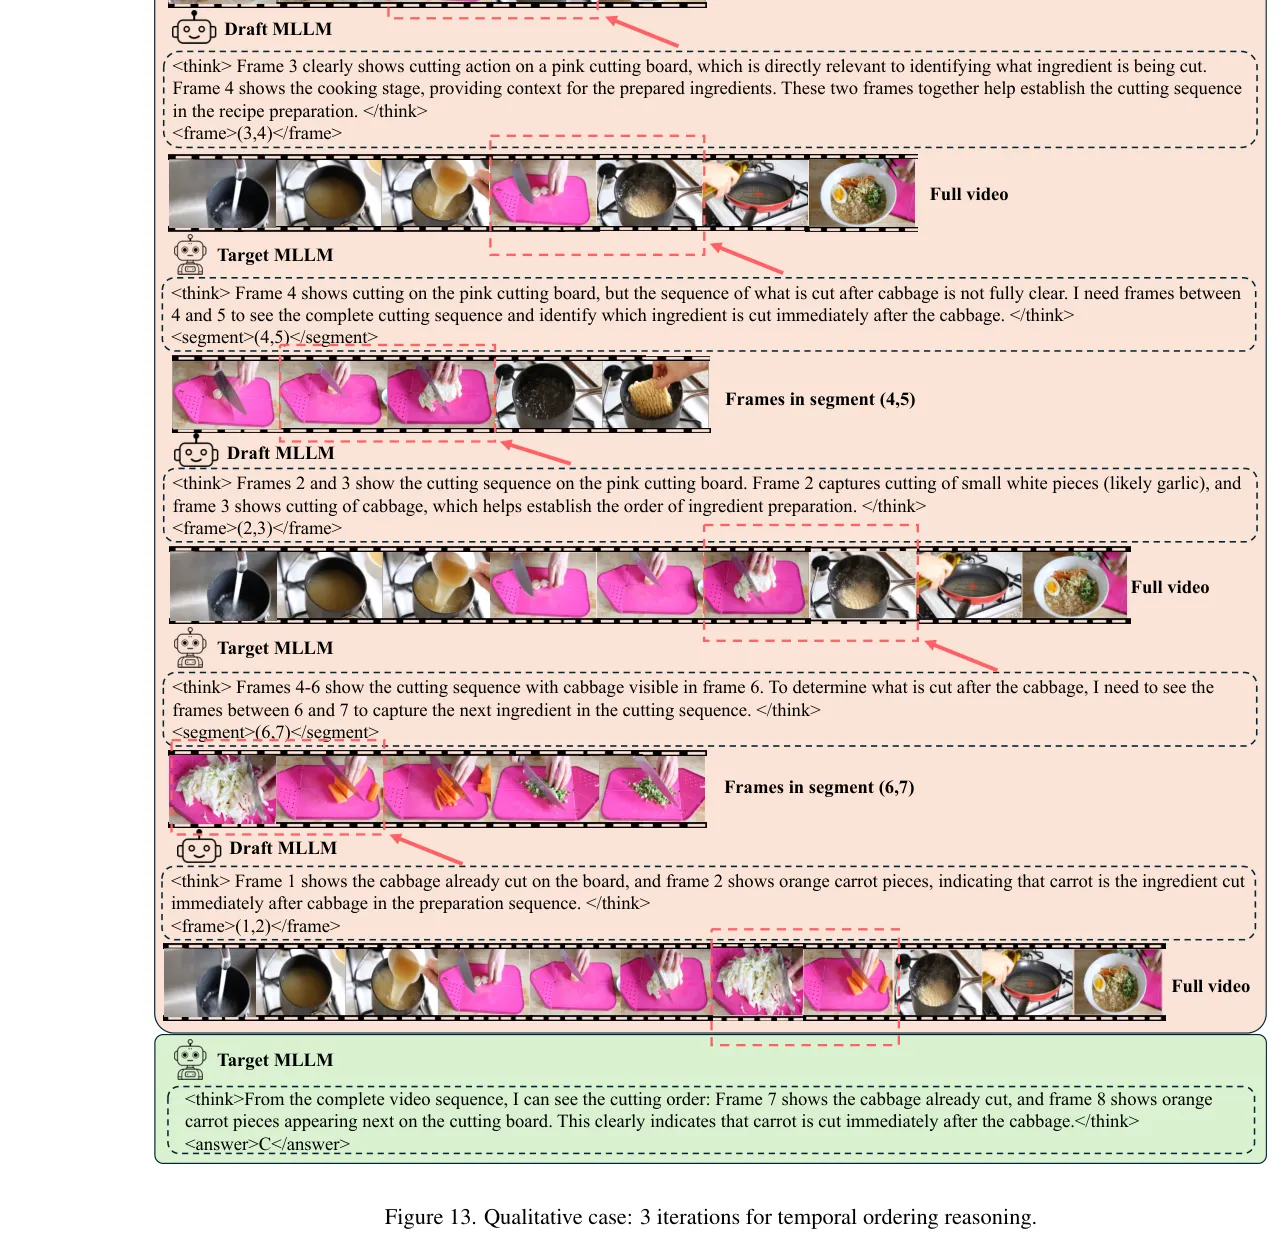 Draft MLLM
<think> Frame 3 clearly shows cutting action on a pink cutting board, which is directly relevant to identifying what ingredient is being cut.
Frame 4 shows the cooking stage, providing context for the prepared ingredients. These two frames together help establish the cutting sequence
in the recipe preparation. </think>
<frame>(3,4)</frame>
Full video
Target MLLM
<think> Frame 4 shows cutting on the pink cutting board, but the sequence of what is cut after cabbage is not fully clear. I need frames between
4 and 5 to see the complete cutting sequence and identify which ingredient is cut immediately after the cabbage. </think>
<segment>(4,5)</segment>
Frames in segment (4,5)
Draft MLLM
<think> Frames 2 and 3 show the cutting sequence on the pink cutting board. Frame 2 captures cutting of small white pieces (likely garlic), and
frame 3 shows cutting of cabbage, which helps establish the order of ingredient preparation. </think>
<frame>(2,3)</frame>
Full video
Target MLLM
<think> Frames 4-6 show the cutting sequence with cabbage visible in frame 6. To determine what is cut after the cabbage, I need to see the
frames between 6 and 7 to capture the next ingredient in the cutting sequence. </think>
<segment>(6,7)</segment>
Frames in segment (6,7)
Draft MLLM
<think> Frame 1 shows the cabbage already cut on the board, and frame 2 shows orange carrot pieces, indicating that carrot is the ingredient cut
immediately after cabbage in the preparation sequence. </think>
<frame>(1,2)</frame>
Full video
Target MLLM
<think>From the complete video sequence, I can see the cutting order: Frame 7 shows the cabbage already cut, and frame 8 shows orange
carrot pieces appearing next on the cutting board. This clearly indicates that carrot is cut immediately after the cabbage.</think>
<answer>C</answer>
Figure 13. Qualitative case: 3 iterations for temporal ordering reasoning.